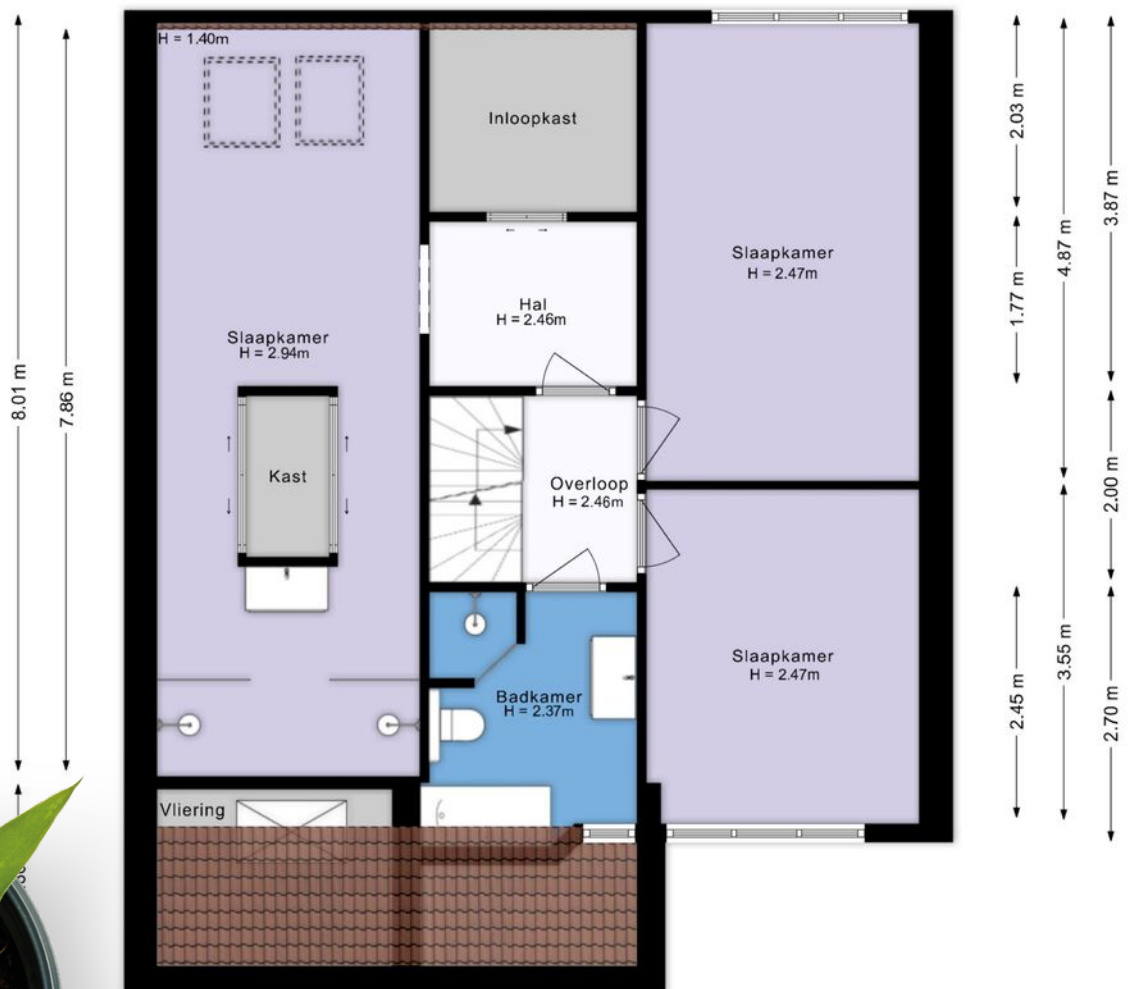 H = 1.40m
Inloopkast
Slaapkamer
H = 2.47m
Hal
H = 2.46m
Slaapkamer
H = 2.94m
Kast
Overloop
H = 2.46m
Slaapkamer
H = 2.47m
Badkamer
H = 2.37m
Vliering
8.01 m
7.86 m
2.03 m
1.77 m
2.45 m
4.87 m
3.55 m
3.87 m
2.00 m
2.70 m